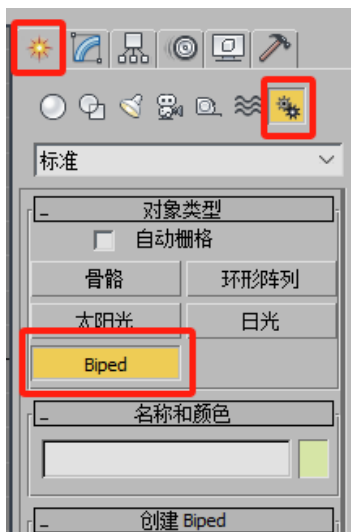 标准
- 对象类型
自动栅格
骨骼 环形阵列
太阳光 日光
Biped
- 名称和颜色
- 创建 Biped